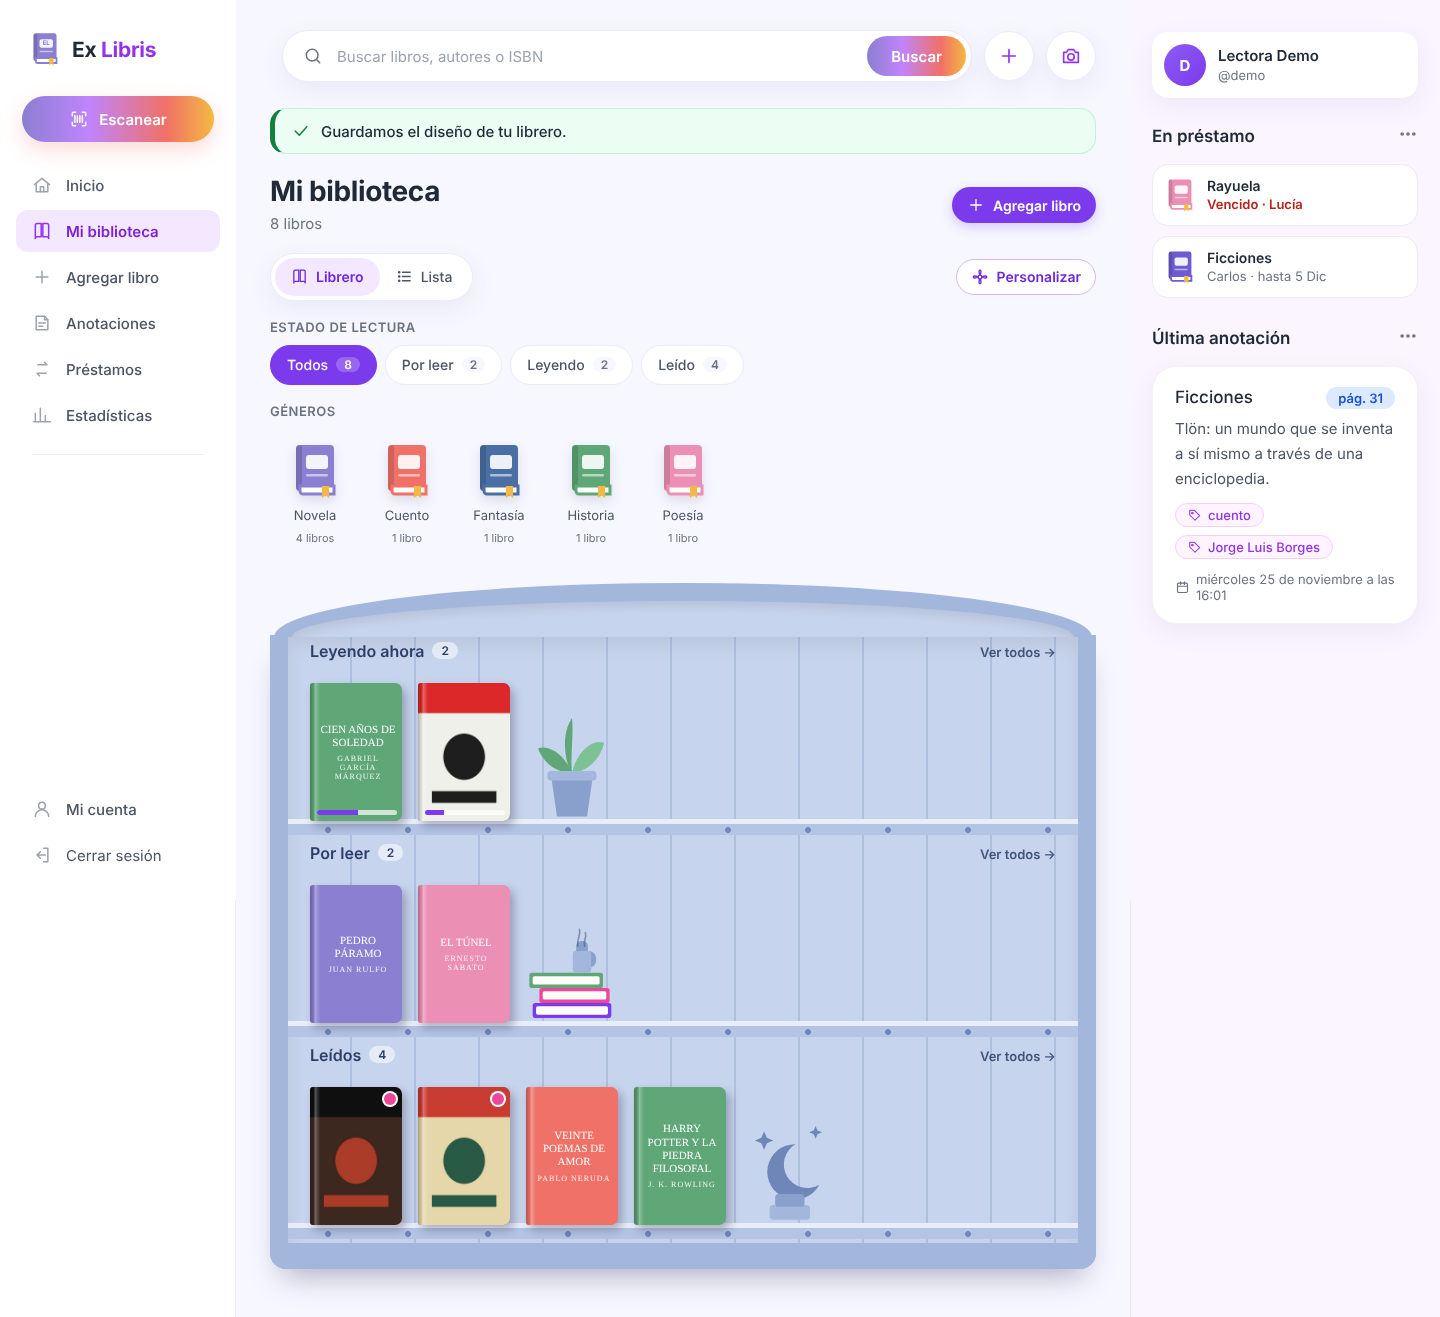 EL
Ex Libris
Escanear
Inicio
Mi biblioteca
Agregar libro
Anotaciones
Préstamos
Estadísticas
Mi cuenta
Cerrar sesión
Buscar libros, autores o ISBN
Buscar
Guardamos el diseño de tu librero.
Mi biblioteca
8 libros
Agregar libro
Librero
Lista
Personalizar
ESTADO DE LECTURA
Todos 8
Por leer 2
Leyendo 2
Leído 4
GÉNEROS
Novela
4 libros
Cuento
1 libro
Fantasía
1 libro
Historia
1 libro
Poesía
1 libro
Leyendo ahora 2
Ver todos →
CIEN AÑOS DE
SOLEDAD
GABRIEL
GARCÍA
MÁRQUEZ
Por leer 2
Ver todos →
PEDRO
PÁRAMO
JUAN RULFO
EL TÚNEL
ERNESTO
SABATO
Leídos 4
Ver todos →
VEINTE
POEMAS DE
AMOR
PABLO NERUDA
HARRY
POTTER Y LA
PIEDRA
FILOSOFAL
J. K. ROWLING
D
Lectora Demo
@demo
En préstamo
Rayuela
Vencido · Lucía
Ficciones
Carlos · hasta 5 Dic
Última anotación
Ficciones
pág. 31
Tlön: un mundo que se inventa
a sí mismo a través de una
enciclopedia.
cuento
Jorge Luis Borges
miércoles 25 de noviembre a las
16:01